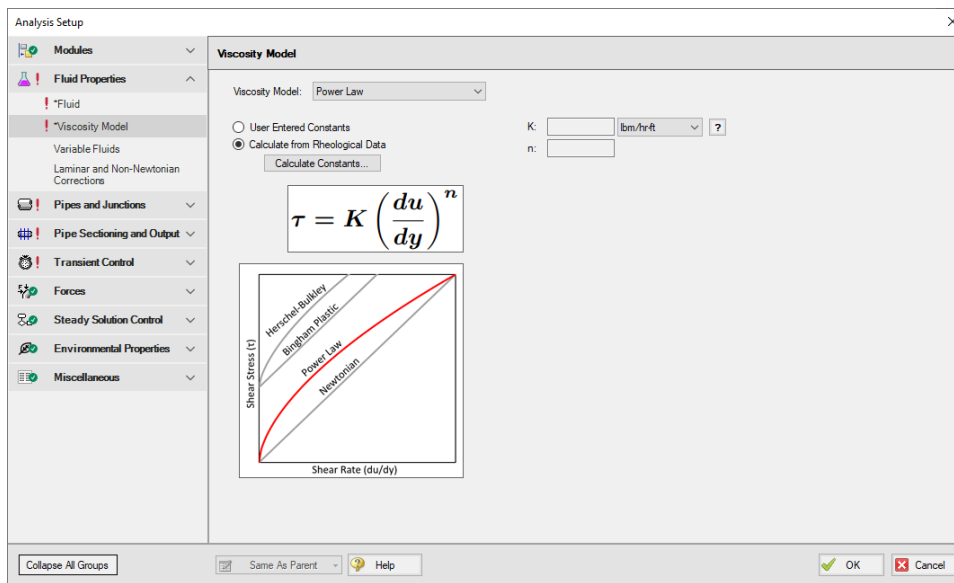 Analysis Setup
Modules
Fluid Properties
*Fluid
*Viscosity Model
Variable Fluids
Laminar and Non-Newtonian
Corrections
Pipes and Junctions
Pipe Sectioning and Output
Transient Control
Forces
Steady Solution Control
Environmental Properties
Miscellaneous
Viscosity Model
Viscosity Model: Power Law
User Entered Constants
Calculate from Rheological Data
Calculate Constants...
K: lbm/hr-ft ?
n:
τ = K (du/dy)^n
Herschel-Bulkley
Bingham Plastic
Power Law
Newtonian
Shear Stress (τ)
Shear Rate (du/dy)
Collapse All Groups
Same As Parent
Help
OK
Cancel